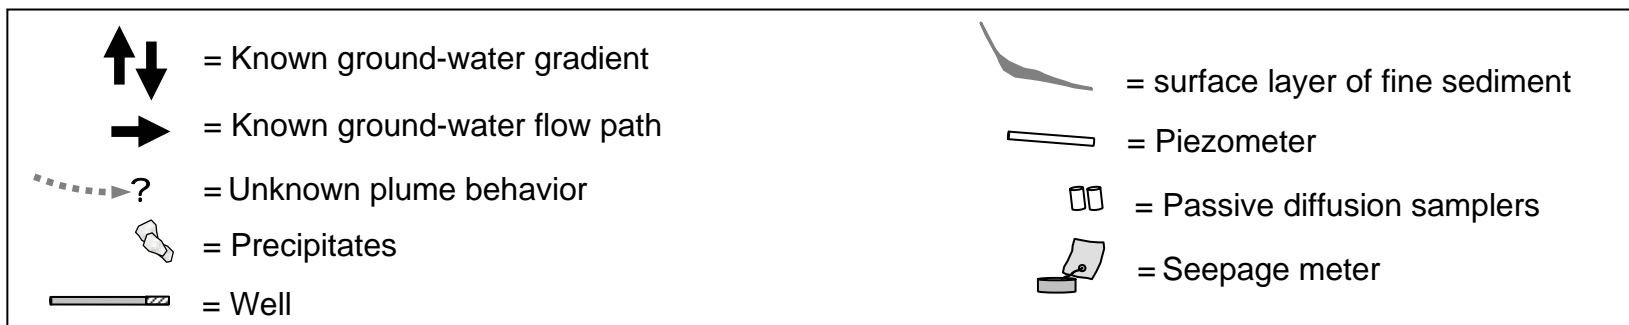 = Known ground-water gradient
= Known ground-water flow path
? = Unknown plume behavior
= Precipitates
= Well
= surface layer of fine sediment
= Piezometer
= Passive diffusion samplers
= Seepage meter